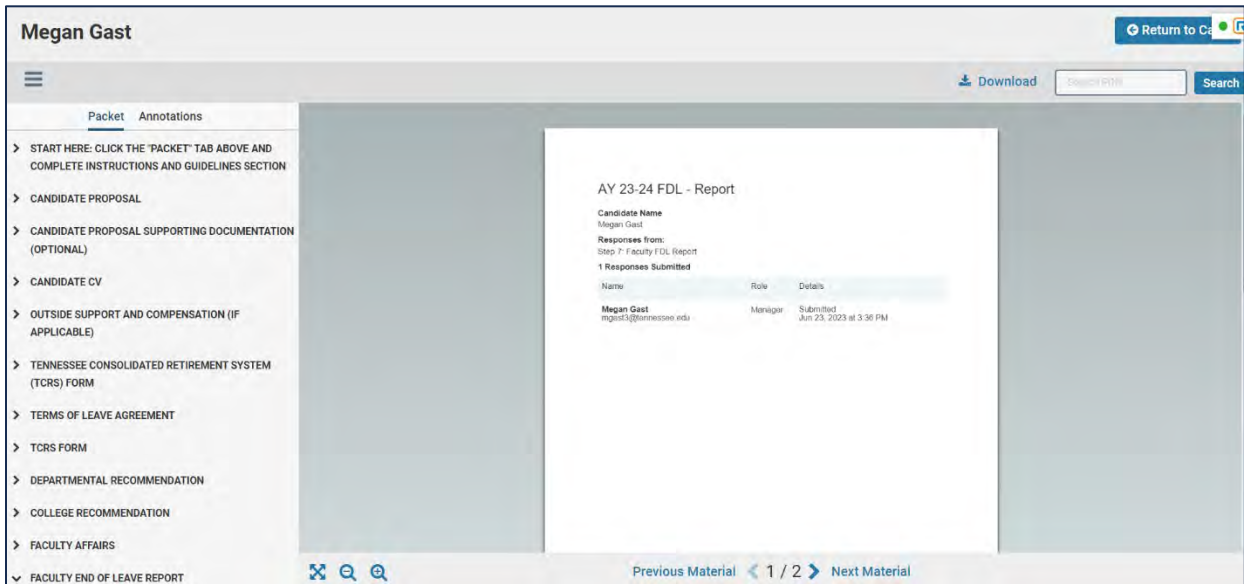 Megan Gast
Return to Ca
Download
Search
Packet Annotations
START HERE: CLICK THE "PACKET" TAB ABOVE AND
COMPLETE INSTRUCTIONS AND GUIDELINES SECTION
CANDIDATE PROPOSAL
CANDIDATE PROPOSAL SUPPORTING DOCUMENTATION
(OPTIONAL)
CANDIDATE CV
OUTSIDE SUPPORT AND COMPENSATION (IF
APPLICABLE)
TENNESSEE CONSOLIDATED RETIREMENT SYSTEM
(TCRS) FORM
TERMS OF LEAVE AGREEMENT
TCRS FORM
DEPARTMENTAL RECOMMENDATION
COLLEGE RECOMMENDATION
FACULTY AFFAIRS
FACULTY END OF LEAVE REPORT
AY 23-24 FDL - Report
Candidate Name
Megan Gast
Responses from:
Step 7: Faculty FDL Report
1 Responses Submitted
Name Role Details
Megan Gast Manager Submitted
mgast3@tennessee.edu Jun 23, 2023 at 3:36 PM
Previous Material 1 / 2 Next Material